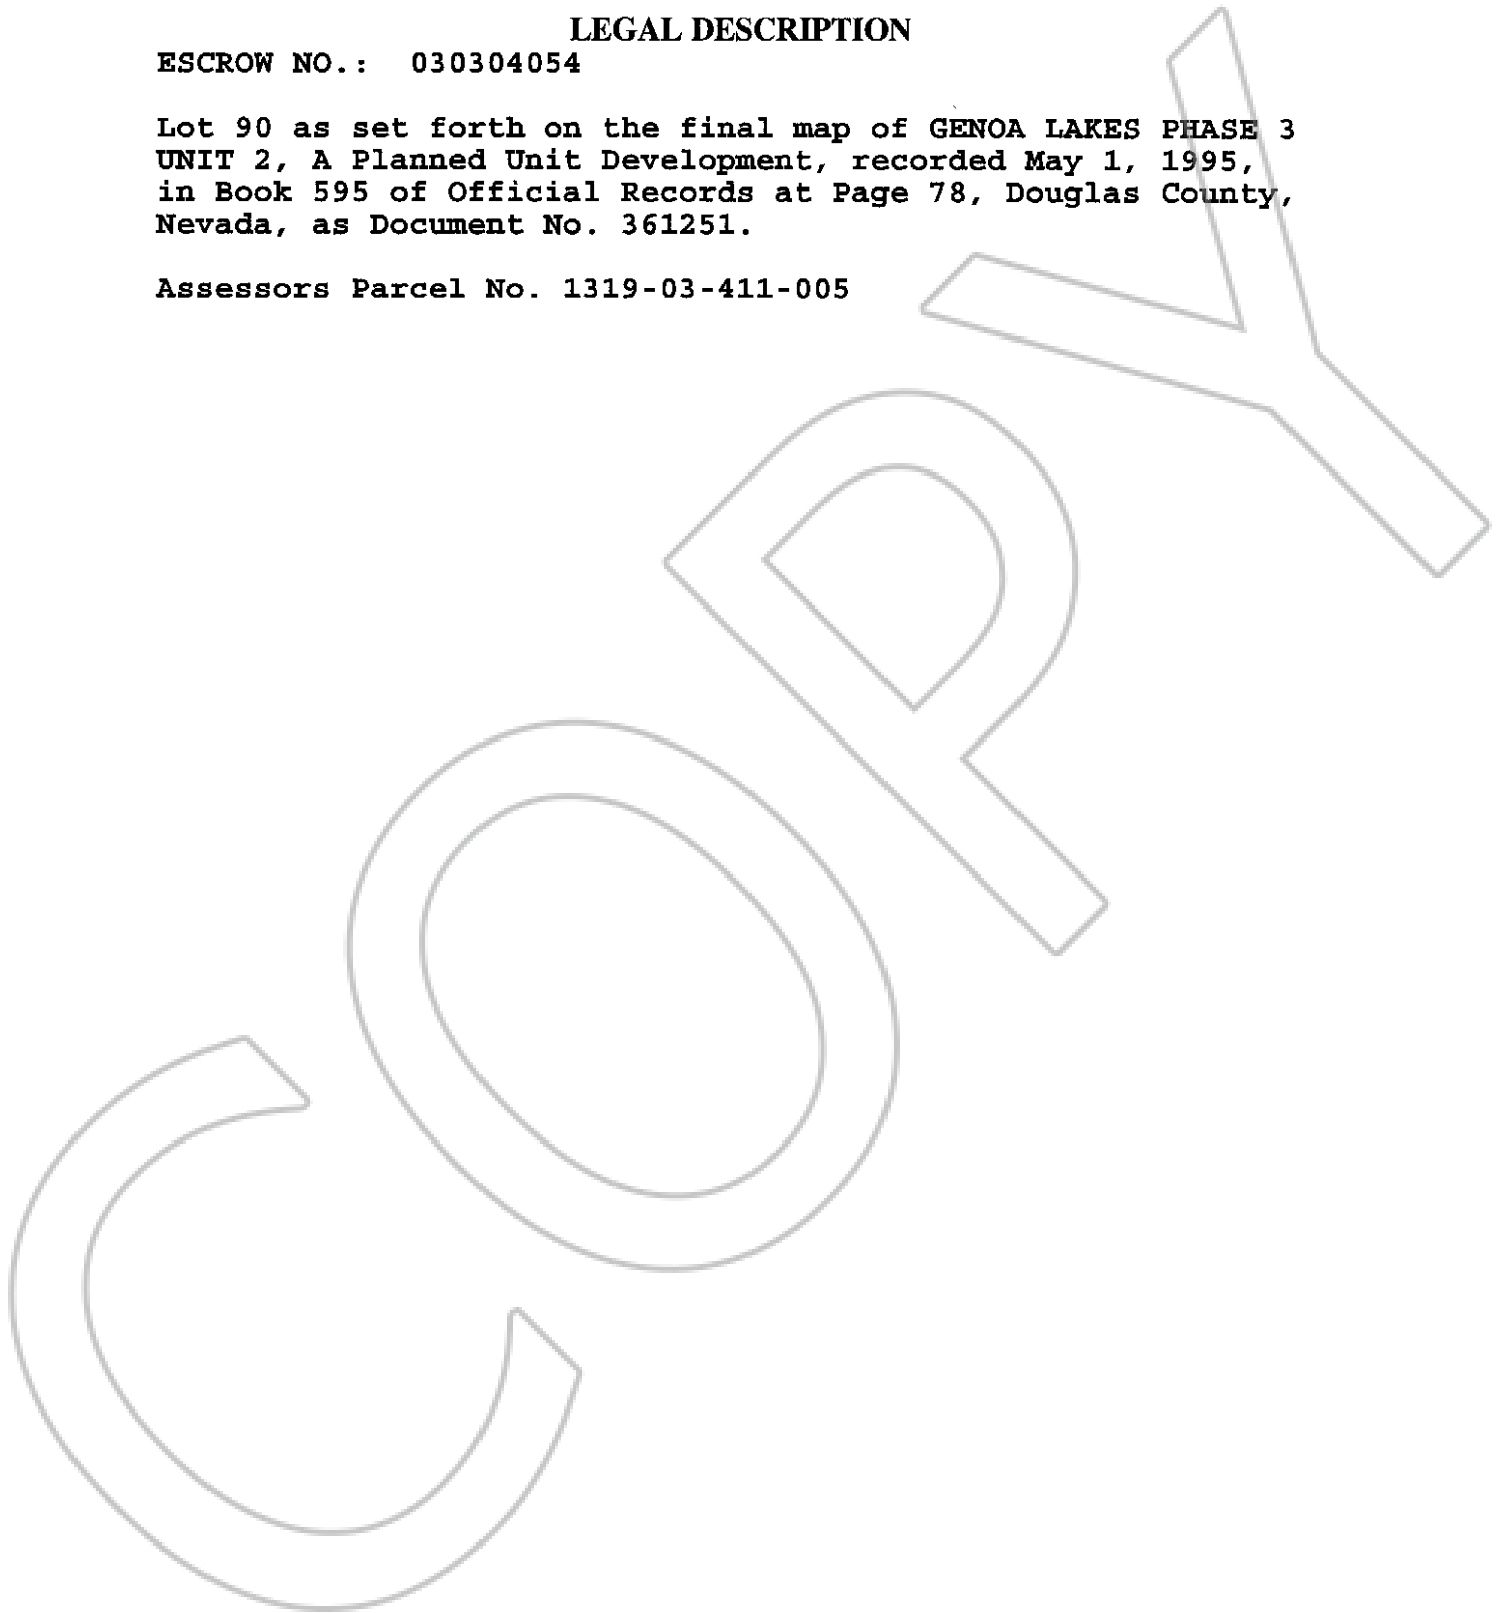 LEGAL DESCRIPTION
ESCROW NO.: 030304054
Lot 90 as set forth on the final map of GENOA LAKES PHASE 3
UNIT 2, A Planned Unit Development, recorded May 1, 1995,
in Book 595 of Official Records at Page 78, Douglas County,
Nevada, as Document No. 361251.
Assessors Parcel No. 1319-03-411-005
COPY